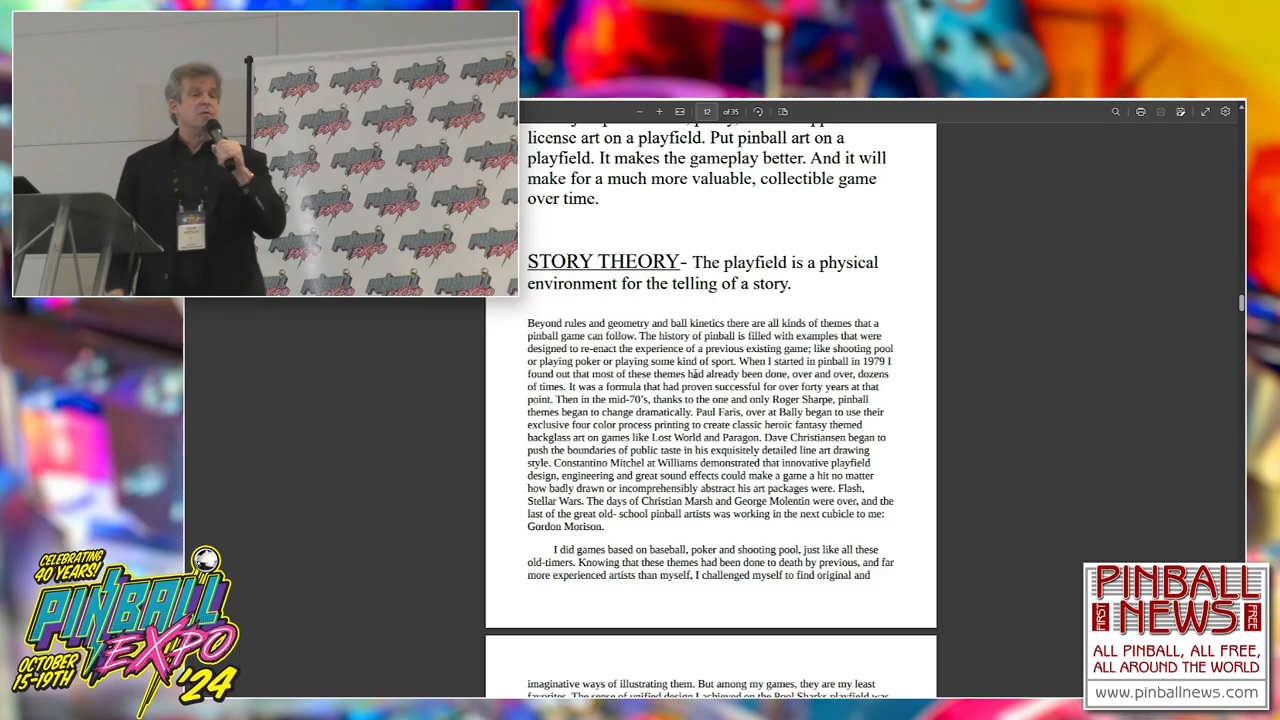 12 of 35
license art on a playfield. Put pinball art on a
playfield. It makes the gameplay better. And it will
make for a much more valuable, collectible game
over time.
STORY THEORY- The playfield is a physical
environment for the telling of a story.
Beyond rules and geometry and ball kinetics there are all kinds of themes that a
pinball game can follow. The history of pinball is filled with examples that were
designed to re-enact the experience of a previous existing game; like shooting pool
or playing poker or playing some kind of sport. When I started in pinball in 1979 I
found out that most of these themes had already been done, over and over, dozens
of times. It was a formula that had proven successful for over forty years at that
point. Then in the mid-70's, thanks to the one and only Roger Sharpe, pinball
themes began to change dramatically. Paul Faris, over at Bally began to use their
exclusive four color process printing to create classic heroic fantasy themed
backglass art on games like Lost World and Paragon. Dave Christiansen began to
push the boundaries of public taste in his exquisitely detailed line art drawing
style. Constantino Mitchel at Williams demonstrated that innovative playfield
design, engineering and great sound effects could make a game a hit no matter
how badly drawn or incomprehensibly abstract his art packages were. Flash,
Stellar Wars. The days of Christian Marsh and George Molentin were over, and the
last of the great old- school pinball artists was working in the next cubicle to me:
Gordon Morison.
I did games based on baseball, poker and shooting pool, just like all these
old-timers. Knowing that these themes had been done to death by previous, and far
more experienced artists than myself, I challenged myself to find original and
imaginative ways of illustrating them. But among my games, they are my least
favorites. The sense of unified design I achieved on the Pool Sharks playfield was
PINBALL EXPO
CELEBRATING
40 YEARS!
PINBALL
EXPO
OCTOBER
15-19TH
'24
PINBALL
FIRST NEWS FREE
ALL PINBALL, ALL FREE,
ALL AROUND THE WORLD
www.pinballnews.com